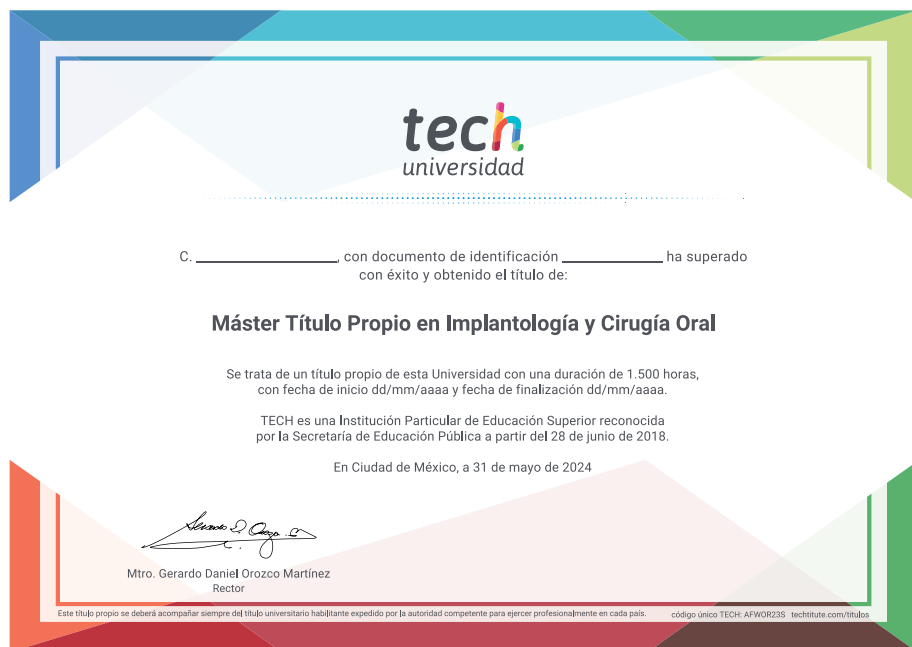 tech
universidad
C. ____________, con documento de identificación ____________ ha superado
con éxito y obtenido el título de:
Máster Título Propio en Implantología y Cirugía Oral
Se trata de un título propio de esta Universidad con una duración de 1.500 horas,
con fecha de inicio dd/mm/aaaa y fecha de finalización dd/mm/aaaa.
TECH es una Institución Particular de Educación Superior reconocida
por la Secretaría de Educación Pública a partir del 28 de junio de 2018.
En Ciudad de México, a 31 de mayo de 2024
Mtro. Gerardo Daniel Orozco Martínez
Rector
Este título propio se deberá acompañar siempre del título universitario habilitante expedido por la autoridad competente para ejercer profesionalmente en cada país. código único TECH: AFWOR23S techtitute.com/titulos